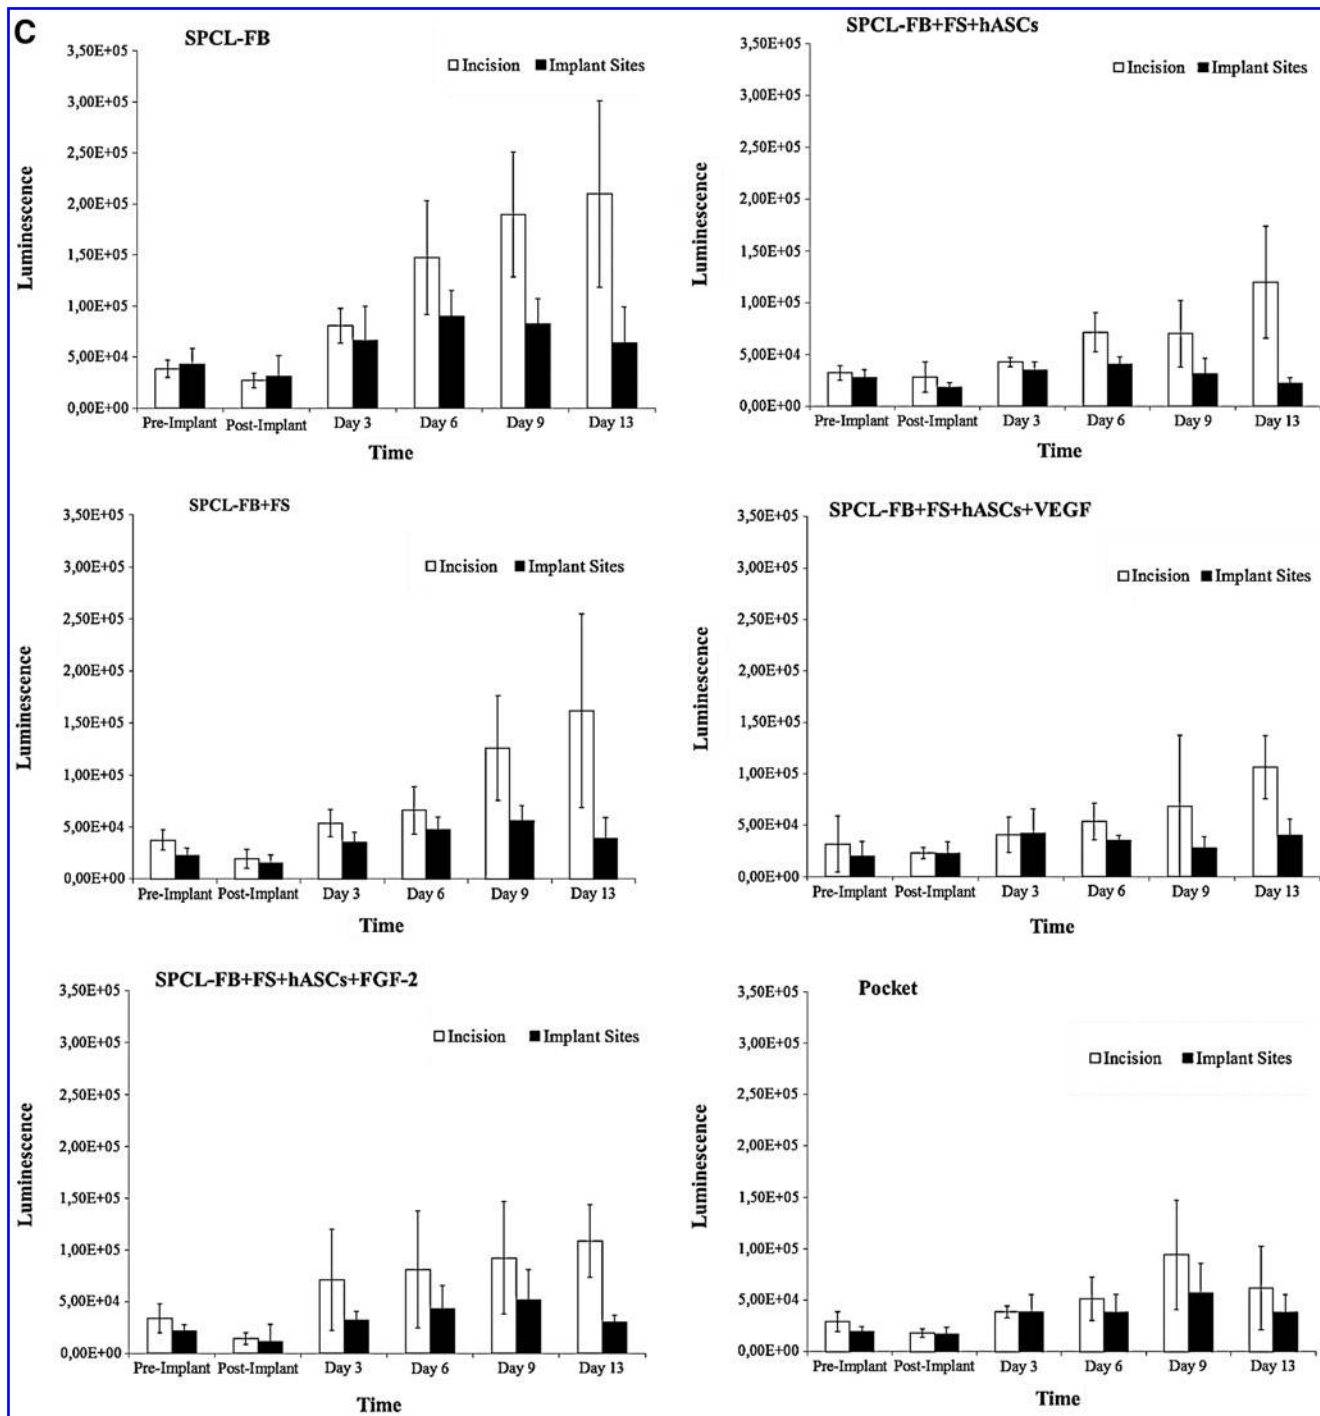 C
SPCL-FB
Incision Implant Sites
Luminescence
3,50E+05
3,00E+05
2,50E+05
2,00E+05
1,50E+05
1,00E+05
5,00E+04
0,00E+00
Pre-Implant Post-Implant Day 3 Day 6 Day 9 Day 13
Time
SPCL-FB+FS+hASCs
Incision Implant Sites
Luminescence
3,50E+05
3,00E+05
2,50E+05
2,00E+05
1,50E+05
1,00E+05
5,00E+04
0,00E+00
Pre-Implant Post-Implant Day 3 Day 6 Day 9 Day 13
Time
SPCL-FB+FS
Incision Implant Sites
Luminescence
3,50E+05
3,00E+05
2,50E+05
2,00E+05
1,50E+05
1,00E+05
5,00E+04
0,00E+00
Pre-Implant Post-Implant Day 3 Day 6 Day 9 Day 13
Time
SPCL-FB+FS+hASCs+VEGF
Incision Implant Sites
Luminescence
3,50E+05
3,00E+05
2,50E+05
2,00E+05
1,50E+05
1,00E+05
5,00E+04
0,00E+00
Pre-Implant Post-Implant Day 3 Day 6 Day 9 Day 13
Time
SPCL-FB+FS+hASCs+FGF-2
Incision Implant Sites
Luminescence
3,50E+05
3,00E+05
2,50E+05
2,00E+05
1,50E+05
1,00E+05
5,00E+04
0,00E+00
Pre-Implant Post-Implant Day 3 Day 6 Day 9 Day 13
Time
Pocket
Incision Implant Sites
Luminescence
3,50E+05
3,00E+05
2,50E+05
2,00E+05
1,50E+05
1,00E+05
5,00E+04
0,00E+00
Pre-Implant Post-Implant Day 3 Day 6 Day 9 Day 13
Time